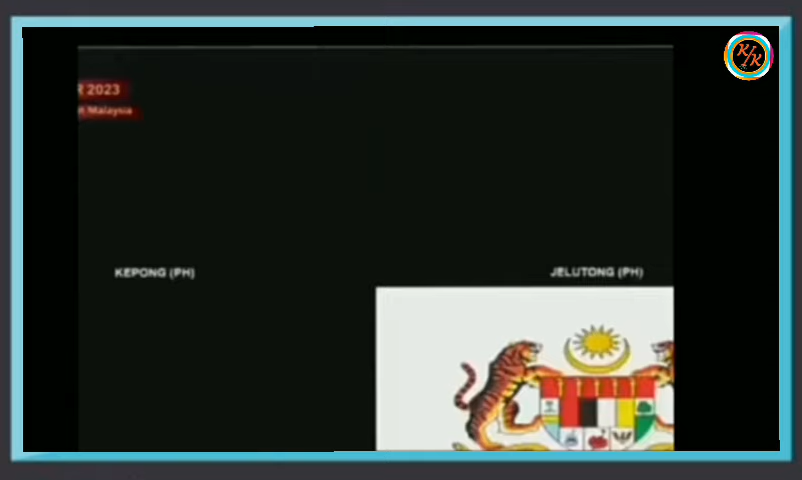 K/K
R 2023
n Malaysia
KEPONG (PH)
JELUTONG (PH)